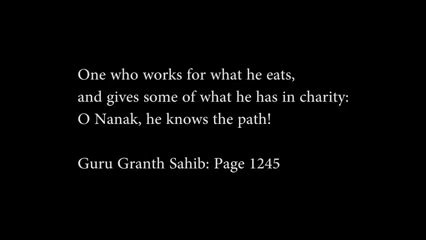 One who works for what he eats,
and gives some of what he has in charity:
O Nanak, he knows the path!
Guru Granth Sahib: Page 1245